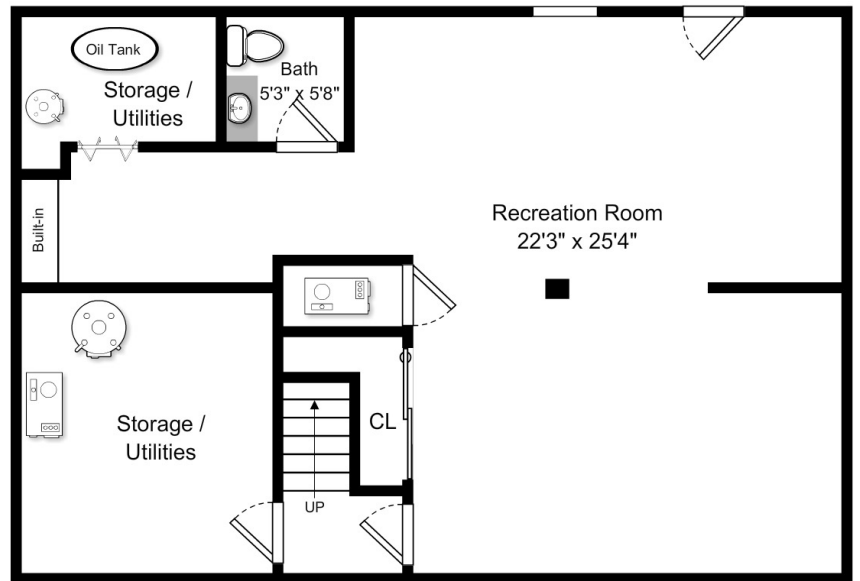 Oil Tank
Storage /
Utilities
Bath
5'3" x 5'8"
Built-in
Recreation Room
22'3" x 25'4"
Storage /
Utilities
CL
UP